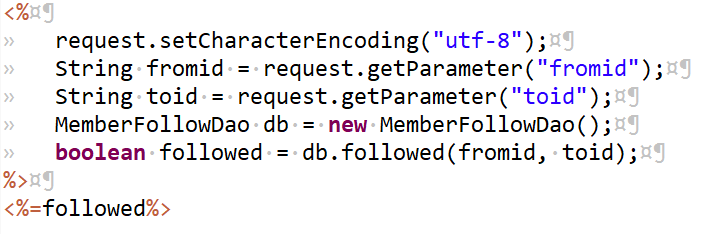 <%
request.setCharacterEncoding("utf-8");
String fromid = request.getParameter("fromid");
String toid = request.getParameter("toid");
MemberFollowDao db = new MemberFollowDao();
boolean followed = db.followed(fromid, toid);
%>
<%=followed%>